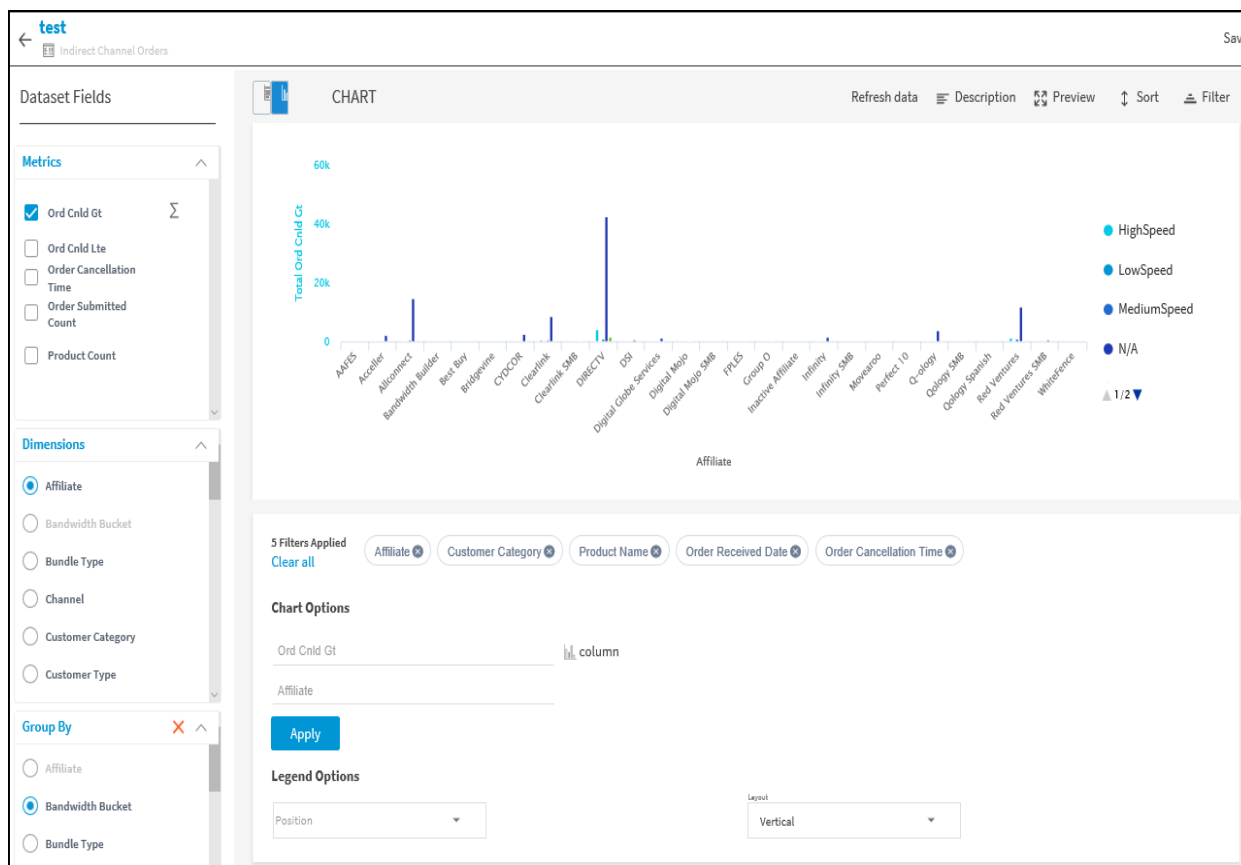 test
Indirect Channel Orders
Sav
Dataset Fields
CHART
Refresh data
Description
Preview
Sort
Filter
Metrics
Ord Cnld Gt
Σ
Ord Cnld Lte
Order Cancellation
Time
Order Submitted
Count
Product Count
60k
40k
20k
0
Total Ord Cnld Gt
AAFES
Acceller
Allconnect
Bandwidth Builder
Best Buy
Bridgevine
CYDCOR
Clearlink
Clearlink SMB
DIRECTV
DSI
Digital Globe Services
Digital Mojo
Digital Mojo SMB
FPLES
Group O
Inactive Affiliate
Infinity
Infinity SMB
Movearoo
Perfect 10
Q-ology
Qology SMB
Qology Spanish
Red Ventures
Red Ventures SMB
WhiteFence
Affiliate
HighSpeed
LowSpeed
MediumSpeed
N/A
1/2
Dimensions
Affiliate
Bandwidth Bucket
Bundle Type
Channel
Customer Category
Customer Type
5 Filters Applied
Clear all
Affiliate
Customer Category
Product Name
Order Received Date
Order Cancellation Time
Chart Options
Ord Cnld Gt
column
Affiliate
Apply
Legend Options
Position
Layout
Vertical
Group By
Affiliate
Bandwidth Bucket
Bundle Type